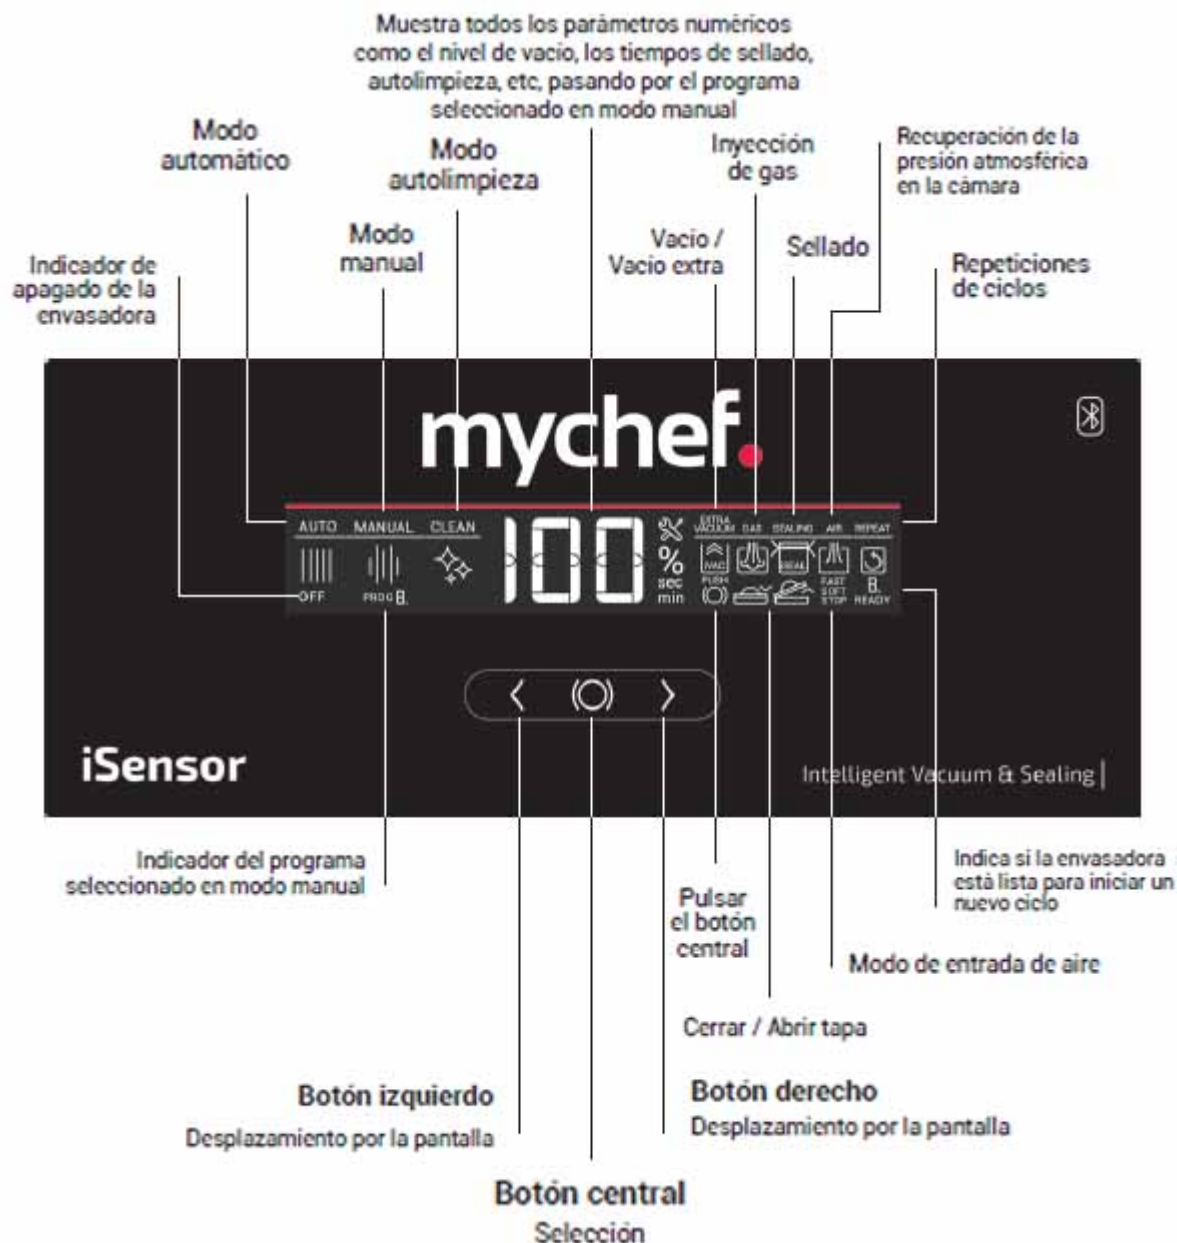 Muestra todos los parámetros numéricos
como el nivel de vacío, los tiempos de sellado,
autolimpieza, etc, pasando por el programa
seleccionado en modo manual
Modo
automático
Modo
autolimpieza
Inyección
de gas
Recuperación de la
presión atmosférica
en la cámara
Modo
manual
Vacío /
Vacío extra
Sellado
Indicador de
apagado de la
envasadora
Repeticiones
de ciclos
mychef.
AUTO MANUAL CLEAN
100
%
sec
min
EXTRA
VACUUM GAS SEALING AIR REPEAT
iVAC
SEAL
PUSH
FAST
SOFT
STOP
8.
READY
OFF
PROG 8.
iSensor
Intelligent Vacuum & Sealing
Indicador del programa
seleccionado en modo manual
Pulsar
el botón
central
Indica si la envasadora
está lista para iniciar un
nuevo ciclo
Modo de entrada de aire
Cerrar / Abrir tapa
Botón izquierdo
Desplazamiento por la pantalla
Botón derecho
Desplazamiento por la pantalla
Botón central
Selección